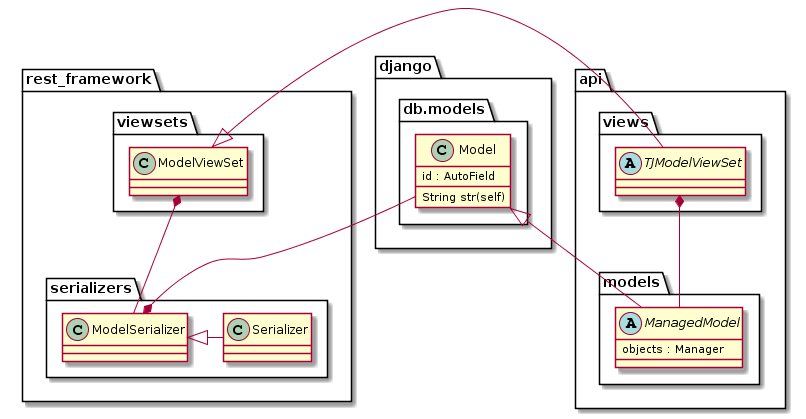 rest_framework
viewsets
C ModelViewSet
serializers
C ModelSerializer
C Serializer
django
db.models
C Model
id : AutoField
String str(self)
api
views
A TJModelViewSet
models
A ManagedModel
objects : Manager